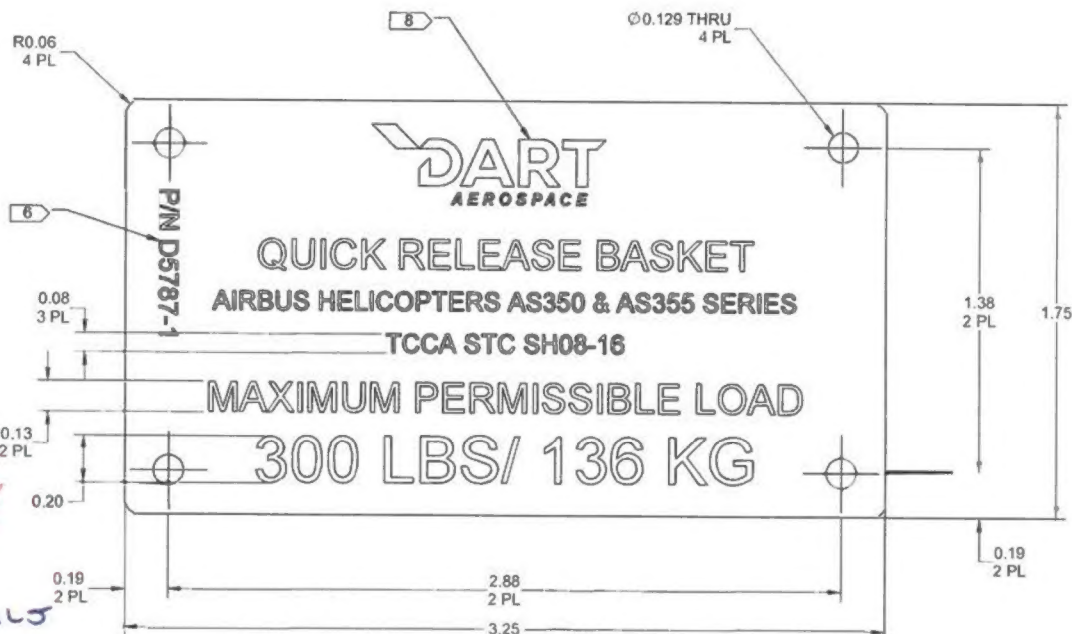 8
Ø0.129 THRU
4 PL
R0.06
4 PL
DART
AEROSPACE
6
P/N D5787-1
QUICK RELEASE BASKET
AIRBUS HELICOPTERS AS350 & AS355 SERIES
TCCA STC SH08-16
MAXIMUM PERMISSIBLE LOAD
300 LBS/ 136 KG
0.08
3 PL
0.13
2 PL
0.20
1.38
2 PL
1.75
0.19
2 PL
0.19
2 PL
2.88
2 PL
3.25